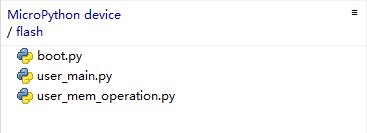 MicroPython device
/ flash
boot.py
user_main.py
user_mem_operation.py